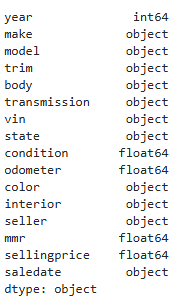 year int64
make object
model object
trim object
body object
transmission object
vin object
state object
condition float64
odometer float64
color object
interior object
seller object
mmr float64
sellingprice float64
saledate object
dtype: object